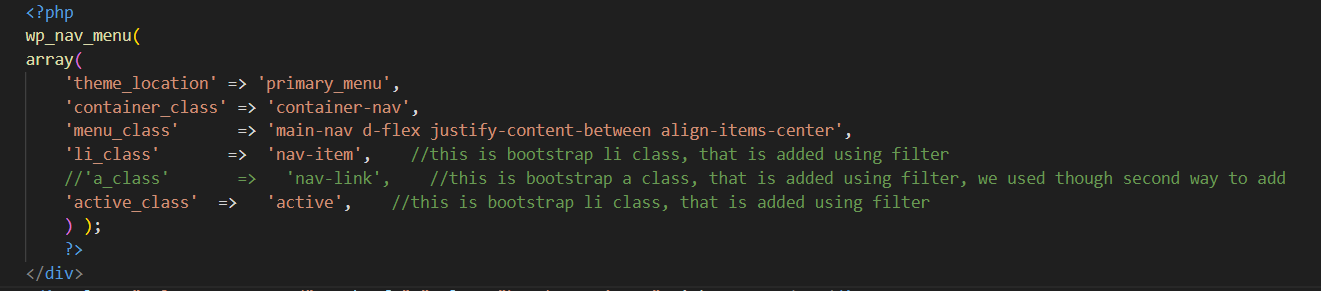 <?php
wp_nav_menu(
array(
'theme_location' => 'primary_menu',
'container_class' => 'container-nav',
'menu_class' => 'main-nav d-flex justify-content-between align-items-center',
'li_class' => 'nav-item', //this is bootstrap li class, that is added using filter
//'a_class' => 'nav-link', //this is bootstrap a class, that is added using filter, we used though second way to add
'active_class' => 'active', //this is bootstrap li class, that is added using filter
) );
?>
</div>